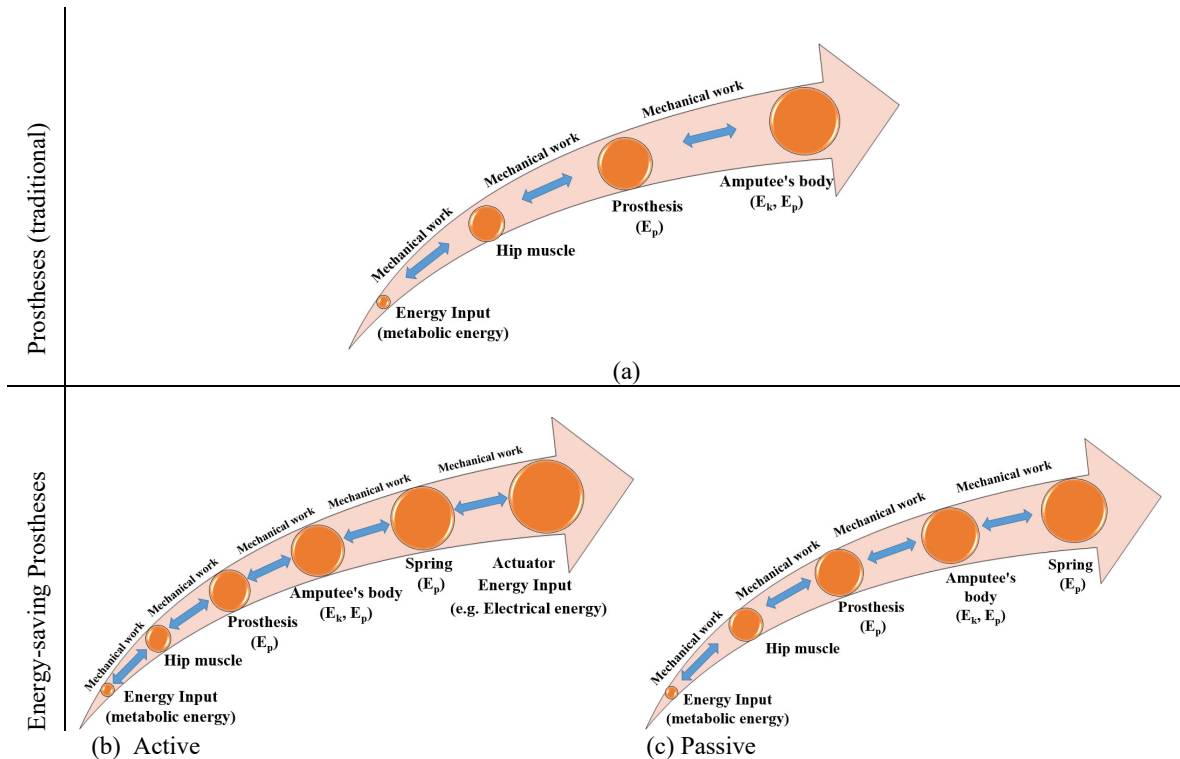 Prostheses (traditional)
Mechanical work
Mechanical work
Mechanical work
Amputee's body
(Eₖ, Eₚ)
Prosthesis
(Eₚ)
Hip muscle
Energy Input
(metabolic energy)
(a)
Energy-saving Prostheses
Mechanical work
Mechanical work
Mechanical work
Mechanical work
Mechanical work
Actuator
Energy Input
(e.g. Electrical energy)
Spring
(Eₚ)
Amputee's body
(Eₖ, Eₚ)
Prosthesis
(Eₚ)
Hip muscle
Energy Input
(metabolic energy)
(b) Active
Mechanical work
Mechanical work
Mechanical work
Mechanical work
Spring
(Eₚ)
Amputee's
body
(Eₖ, Eₚ)
Prosthesis
(Eₚ)
Hip muscle
Energy Input
(metabolic energy)
(c) Passive